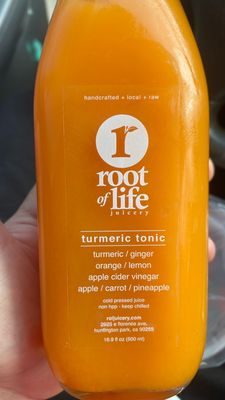 handcrafted + local + raw
r
root
of life
juicery
turmeric tonic
turmeric / ginger
orange / lemon
apple cider vinegar
apple / carrot / pineapple
cold pressed juice
non hpp - keep chilled
roljuicery.com
2925 e florence ave,
huntington park, ca 90255
16.9 fl oz (500 ml)